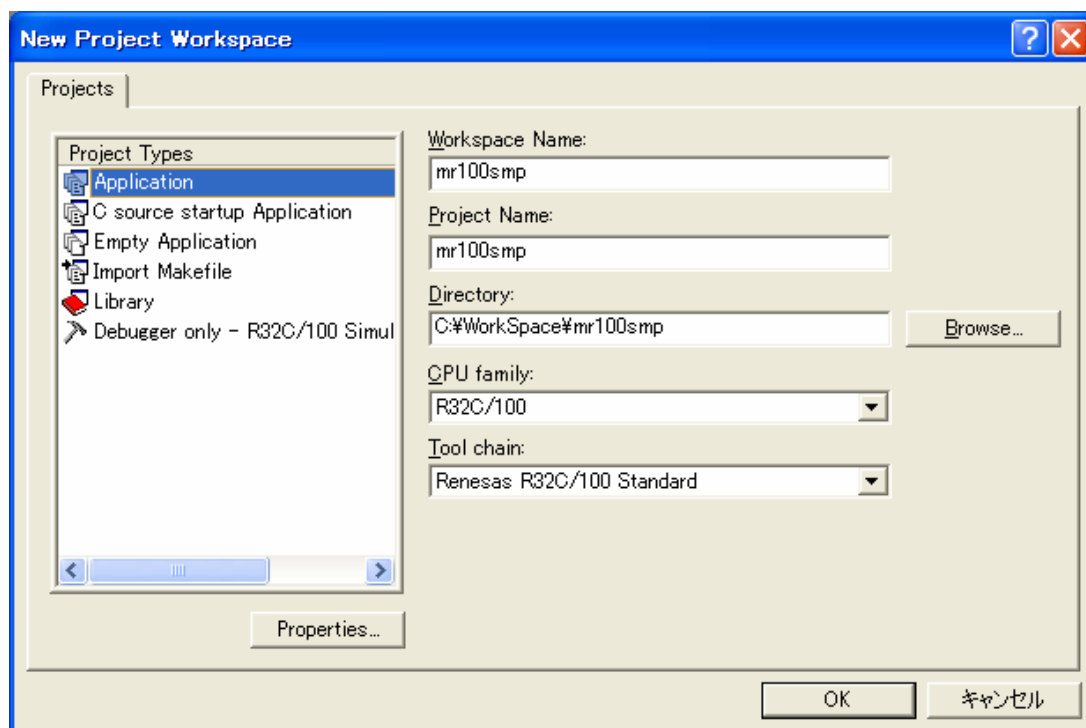 New Project Workspace
Projects
Project Types
Application
C source startup Application
Empty Application
Import Makefile
Library
Debugger only - R32C/100 Simul
Properties...
Workspace Name:
mr100smp
Project Name:
mr100smp
Directory:
C:¥WorkSpace¥mr100smp
Browse...
CPU family:
R32C/100
Tool chain:
Renesas R32C/100 Standard
OK
キャンセル